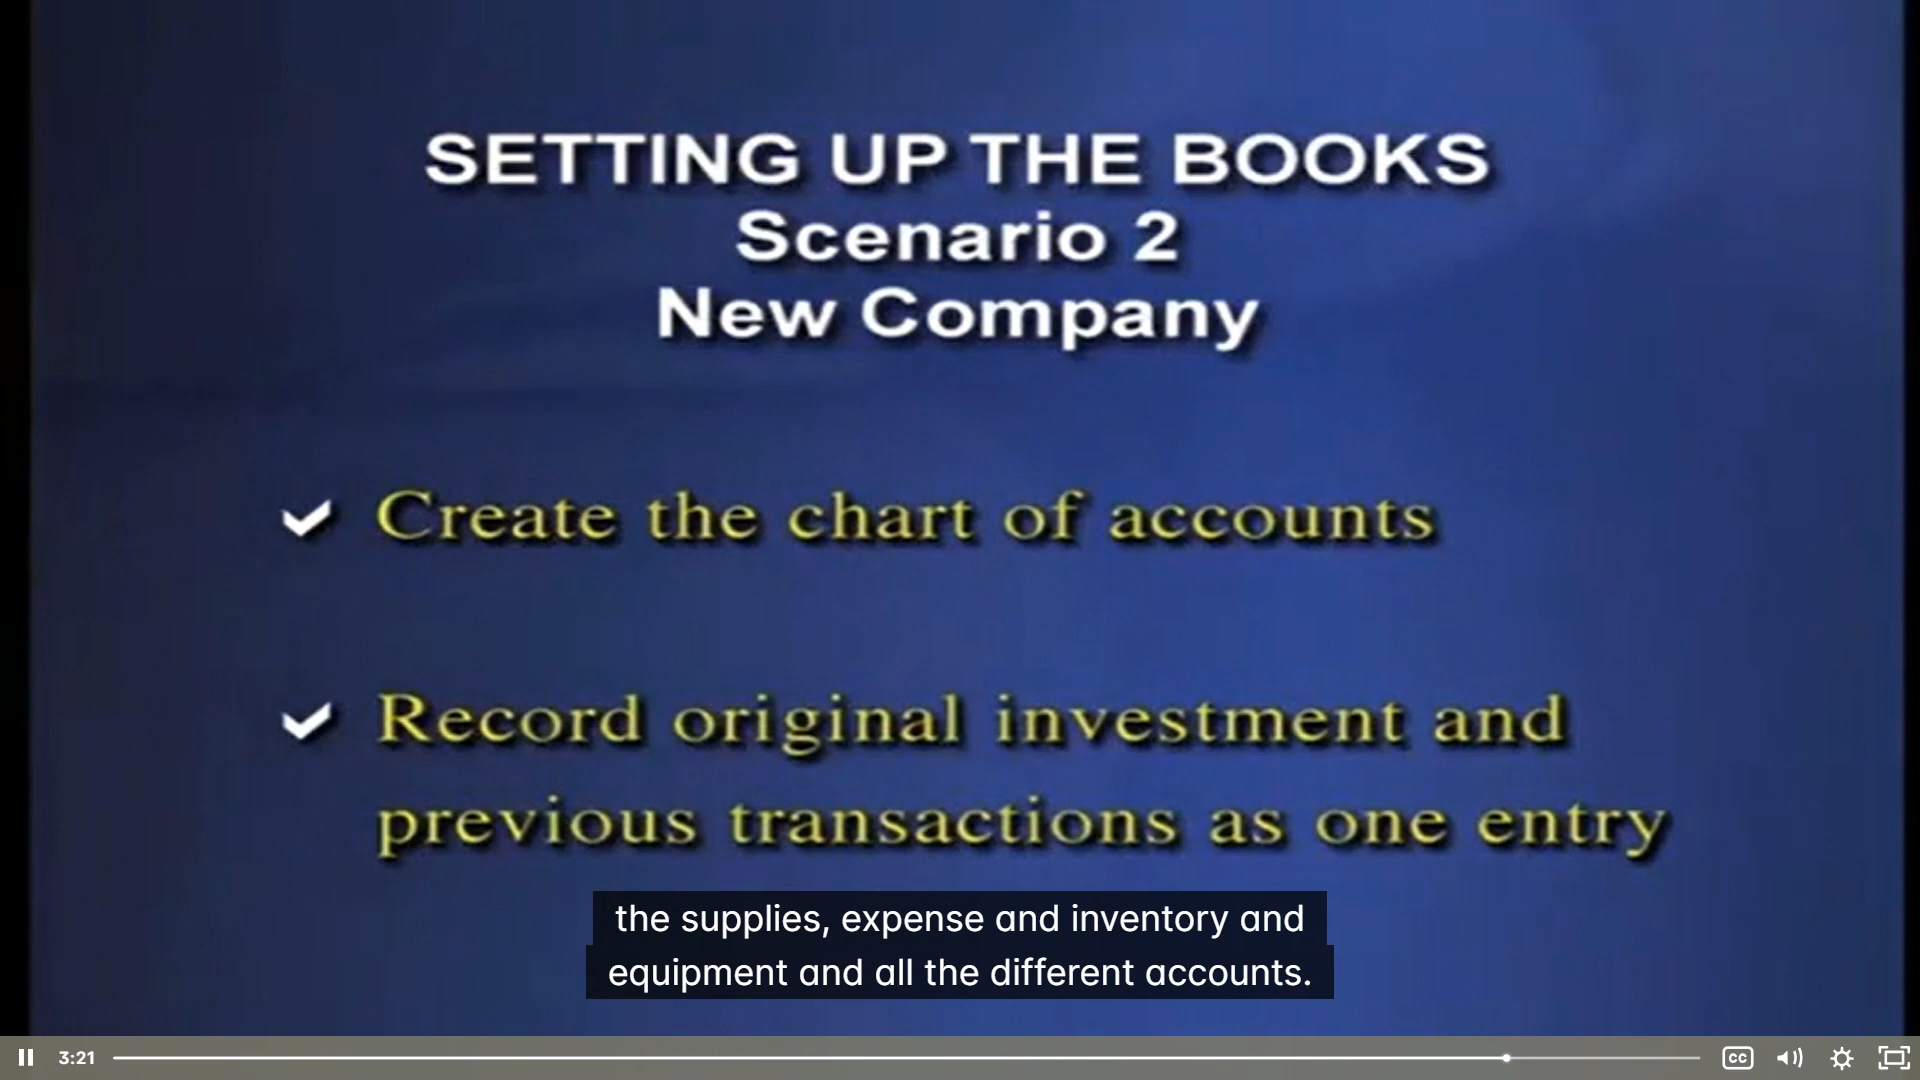 SETTING UP THE BOOKS
Scenario 2
New Company
Create the chart of accounts
Record original investment and
previous transactions as one entry
the supplies, expense and inventory and
equipment and all the different accounts.
3:21
CC